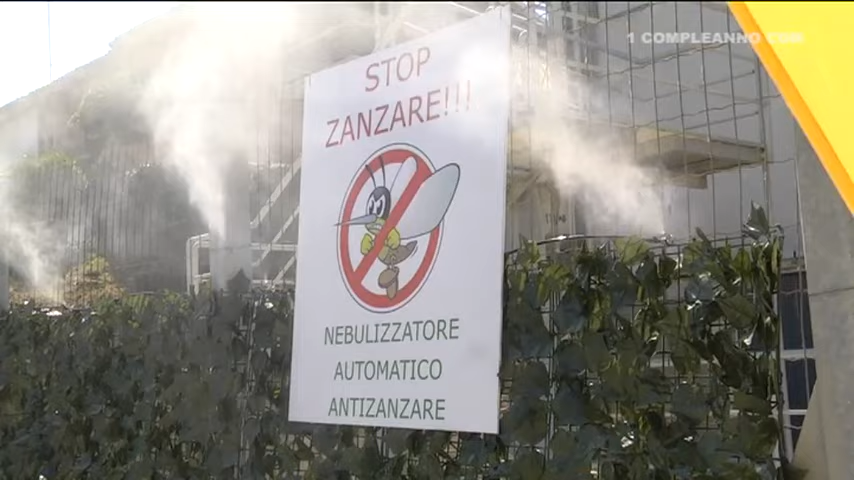 1 COMPLEANNO
STOP
ZANZARE!!!
NEBULIZZATORE
AUTOMATICO
ANTIZANZARE